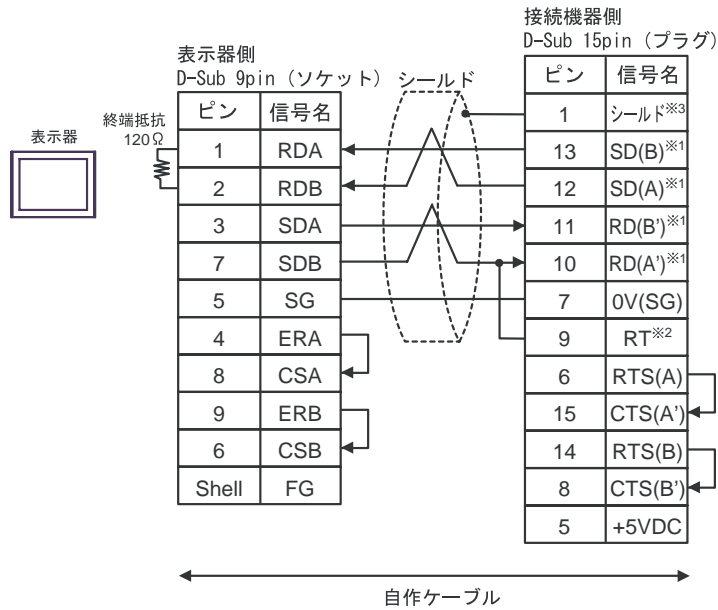 接続機器側
D-Sub 15pin（プラグ）
表示器側
D-Sub 9pin（ソケット）
シールド
表示器
終端抵抗
120Ω
ピン 信号名
1 RDA
2 RDB
3 SDA
7 SDB
5 SG
4 ERA
8 CSA
9 ERB
6 CSB
Shell FG
ピン 信号名
1 シールド※3
13 SD(B)※1
12 SD(A)※1
11 RD(B')※1
10 RD(A')※1
7 0V(SG)
9 RT※2
6 RTS(A)
15 CTS(A')
14 RTS(B)
8 CTS(B')
5 +5VDC
自作ケーブル